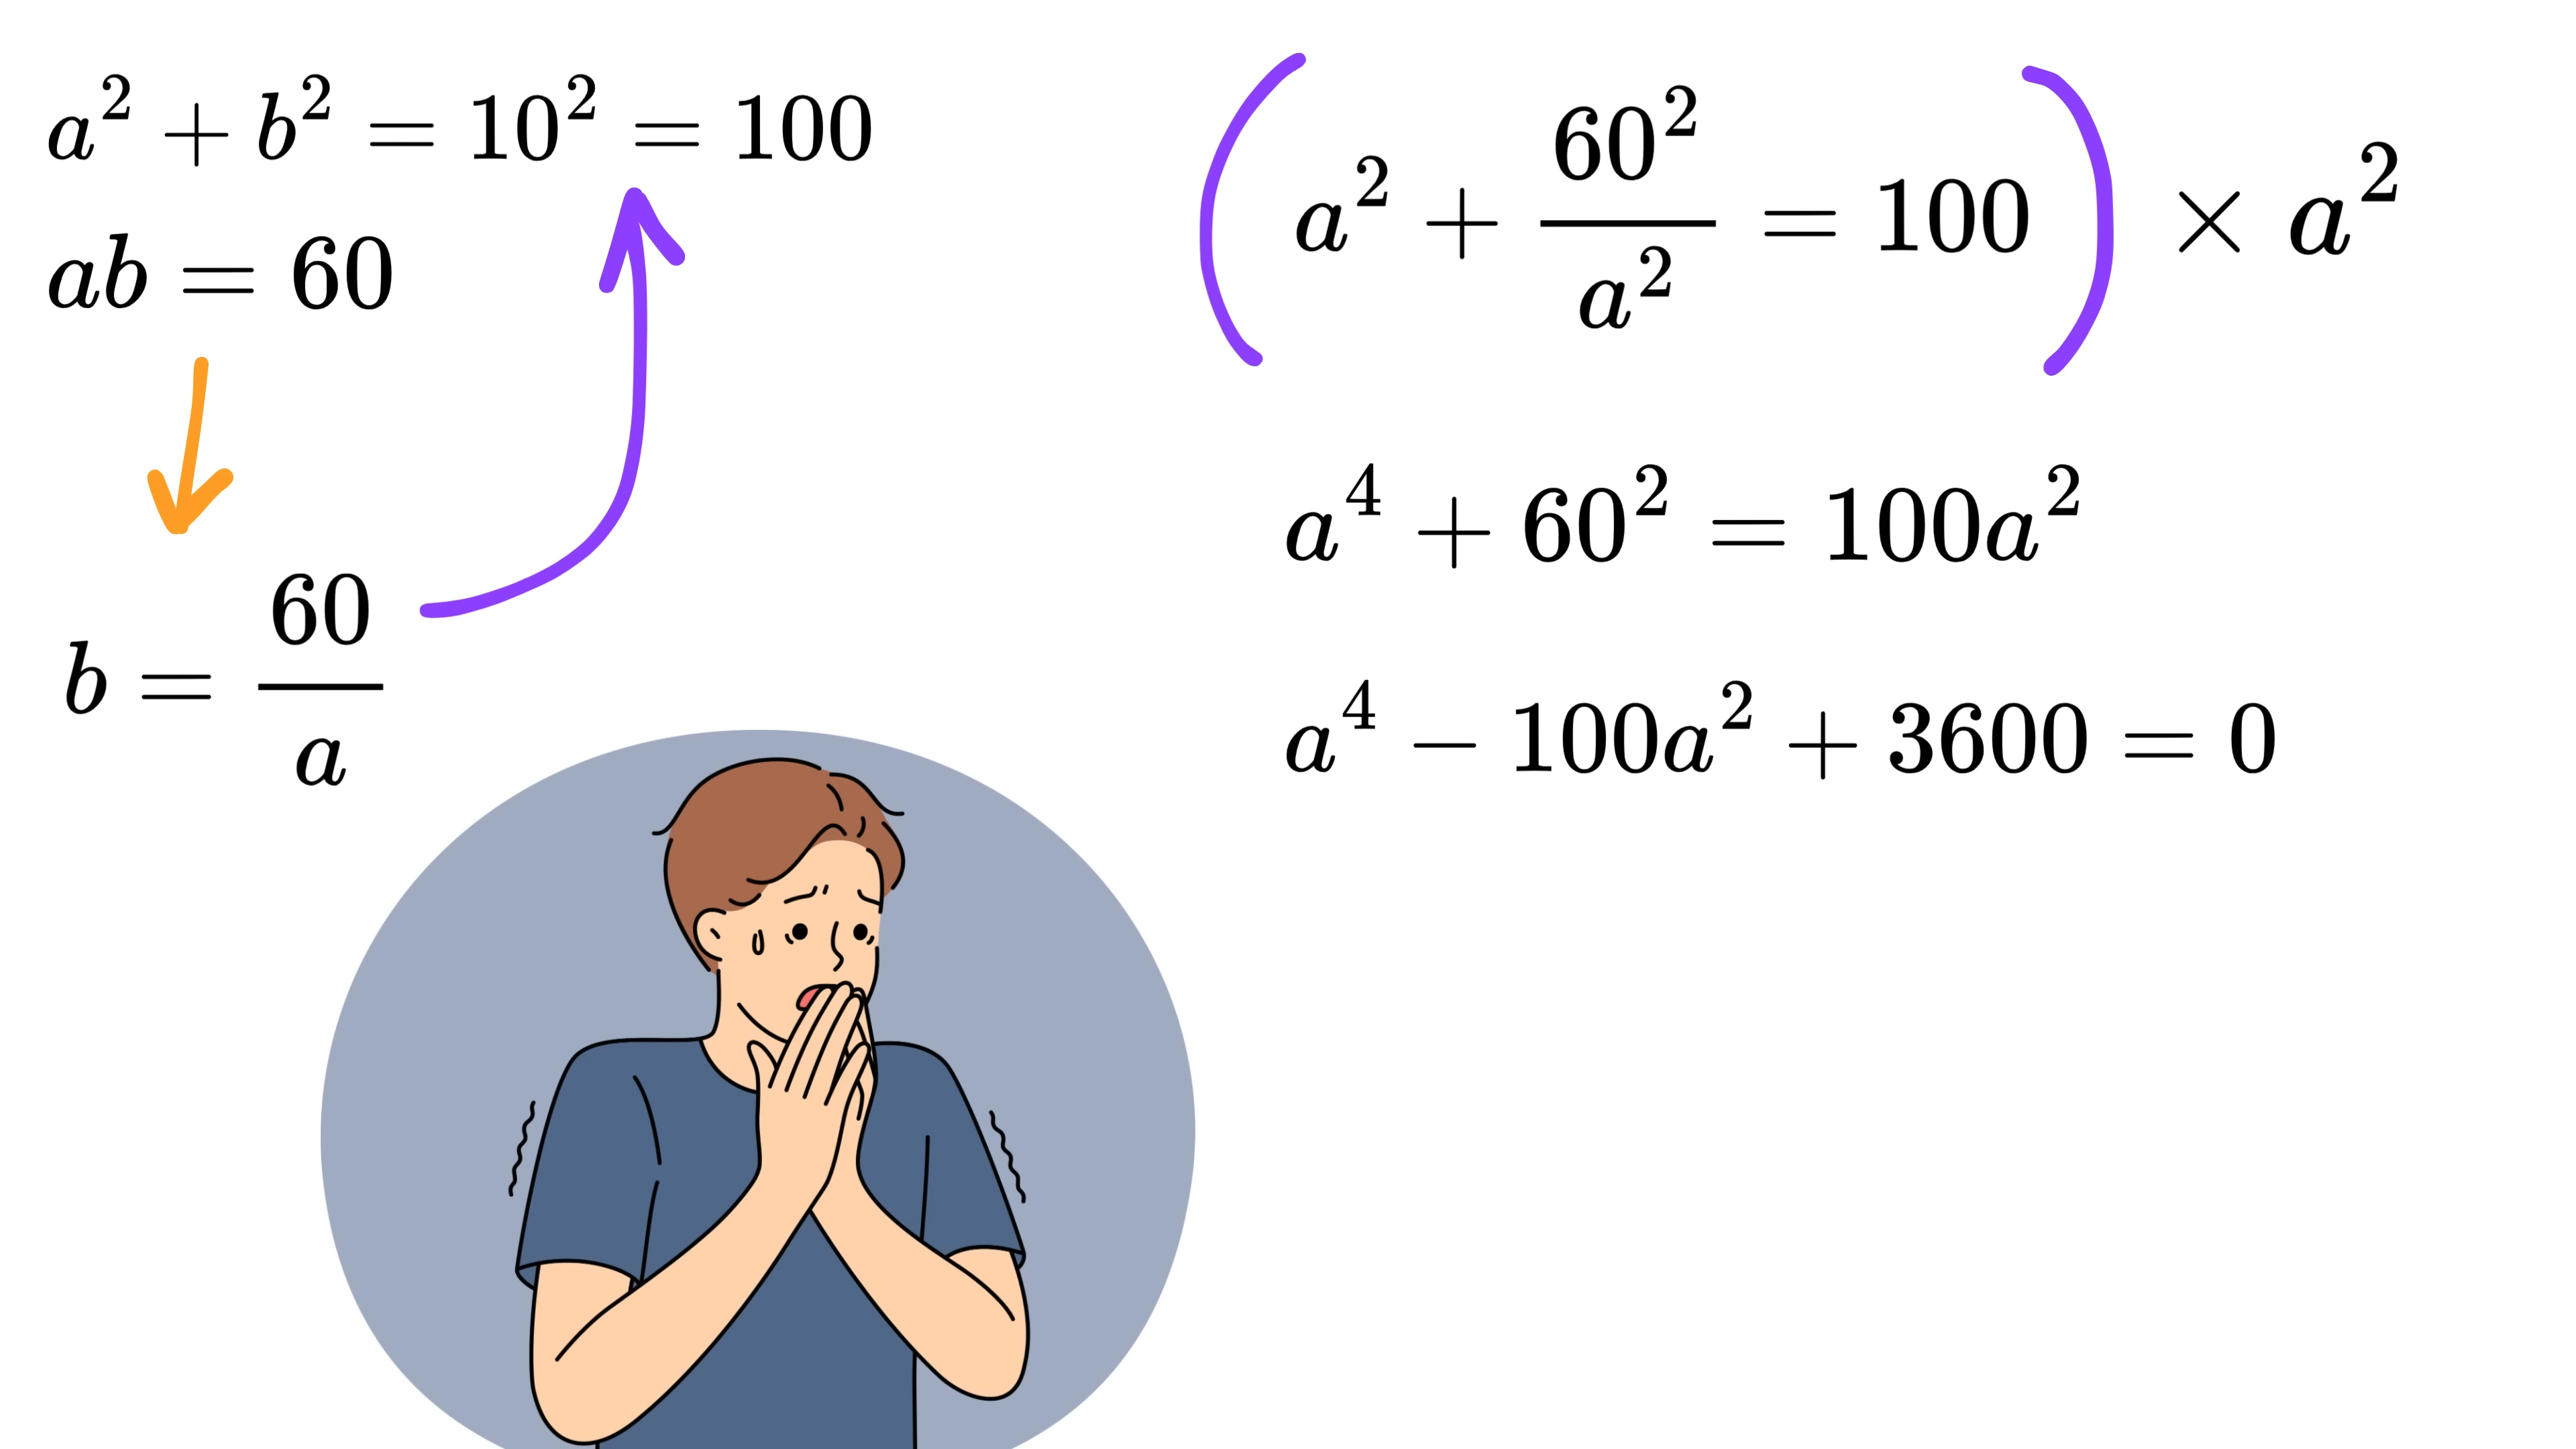 a² + b² = 10² = 100
ab = 60
b = 60/a
(a² + 60²/a² = 100) × a²
a⁴ + 60² = 100a²
a⁴ − 100a² + 3600 = 0